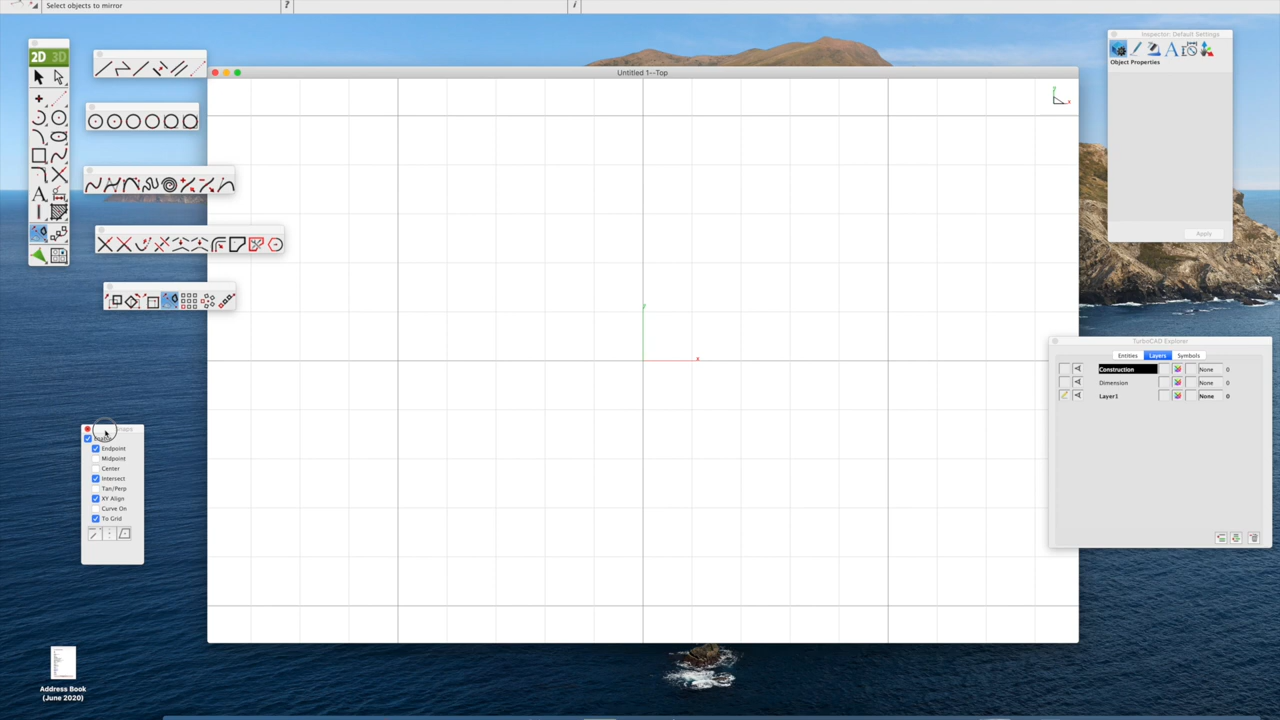 Select objects to mirror
?
i
Inspector: Default Settings
2D 3D
Object Properties
Untitled 1--Top
Apply
TurboCAD Explorer
Entities Layers Symbols
Construction None 0
Dimension None 0
Layer1 None 0
Endpoint
Midpoint
Center
Intersect
Tan/Perp
XY Align
Curve On
To Grid
Address Book
(June 2020)